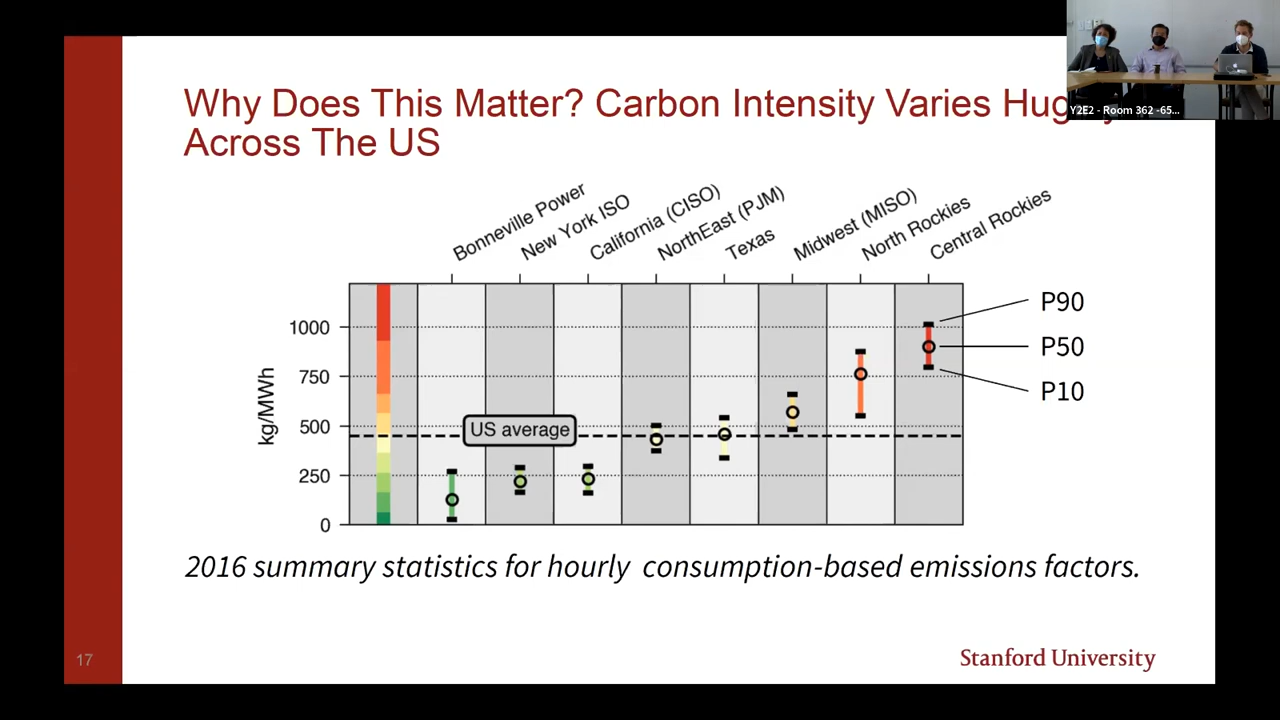 Why Does This Matter? Carbon Intensity Varies
Across The US
Y2E2 - Room 362 -65...
Bonneville Power
New York ISO
California (CISO)
NorthEast (PJM)
Texas
Midwest (MISO)
North Rockies
Central Rockies
kg/MWh
1000
750
500
250
0
US average
P90
P50
P10
2016 summary statistics for hourly consumption-based emissions factors.
17
Stanford University